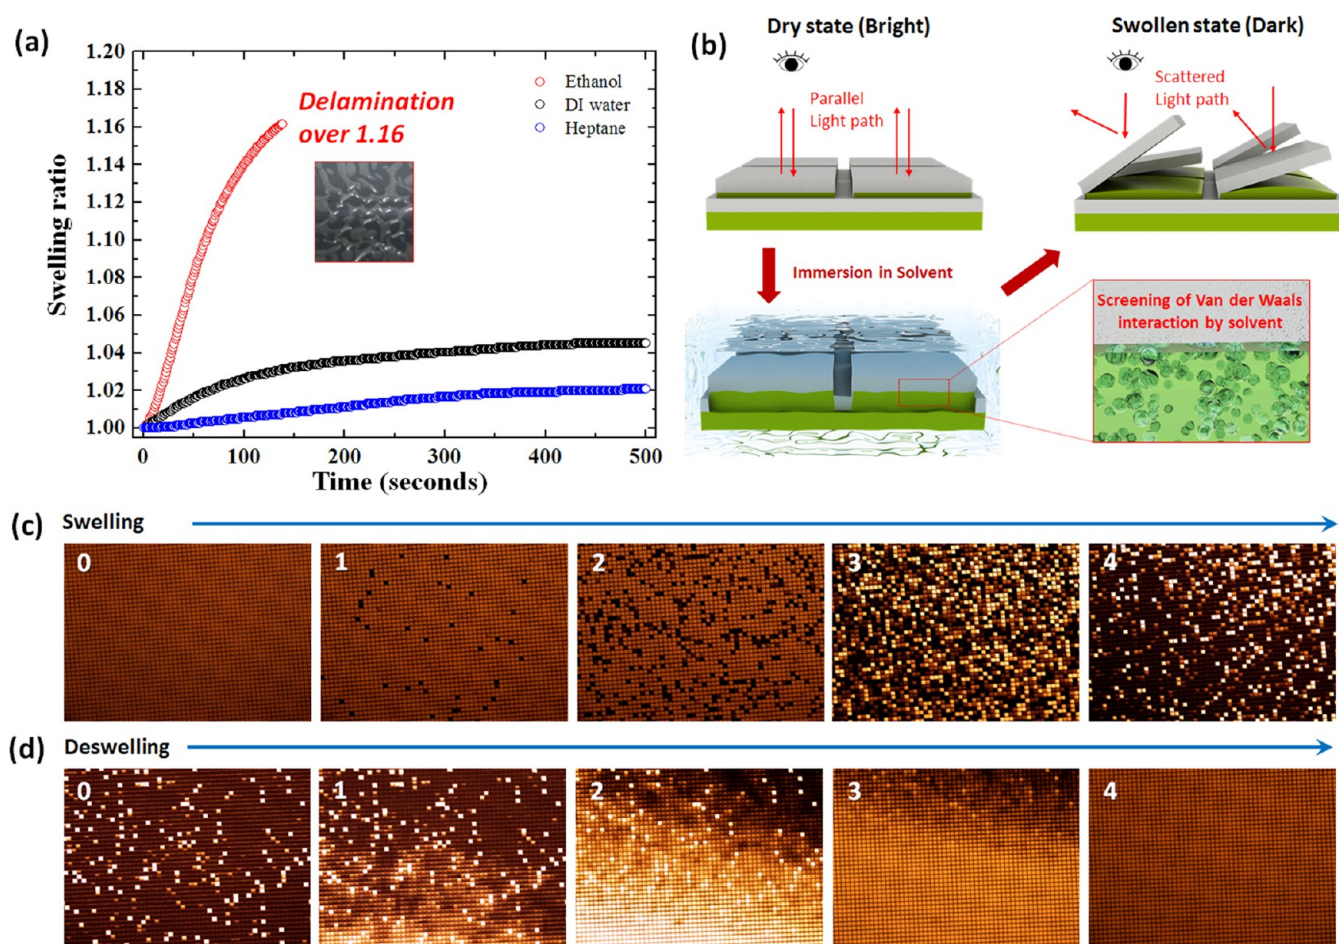 (a)
1.20
1.18
1.16
1.14
1.12
1.10
1.08
1.06
1.04
1.02
1.00
Swelling ratio
0
100
200
300
400
500
Time (seconds)
Delamination
over 1.16
Ethanol
DI water
Heptane
(b)
Dry state (Bright)
Parallel
Light path
Swollen state (Dark)
Scattered
Light path
Immersion in Solvent
Screening of Van der Waals
interaction by solvent
(c)
Swelling
0
1
2
3
4
(d)
Deswelling
0
1
2
3
4